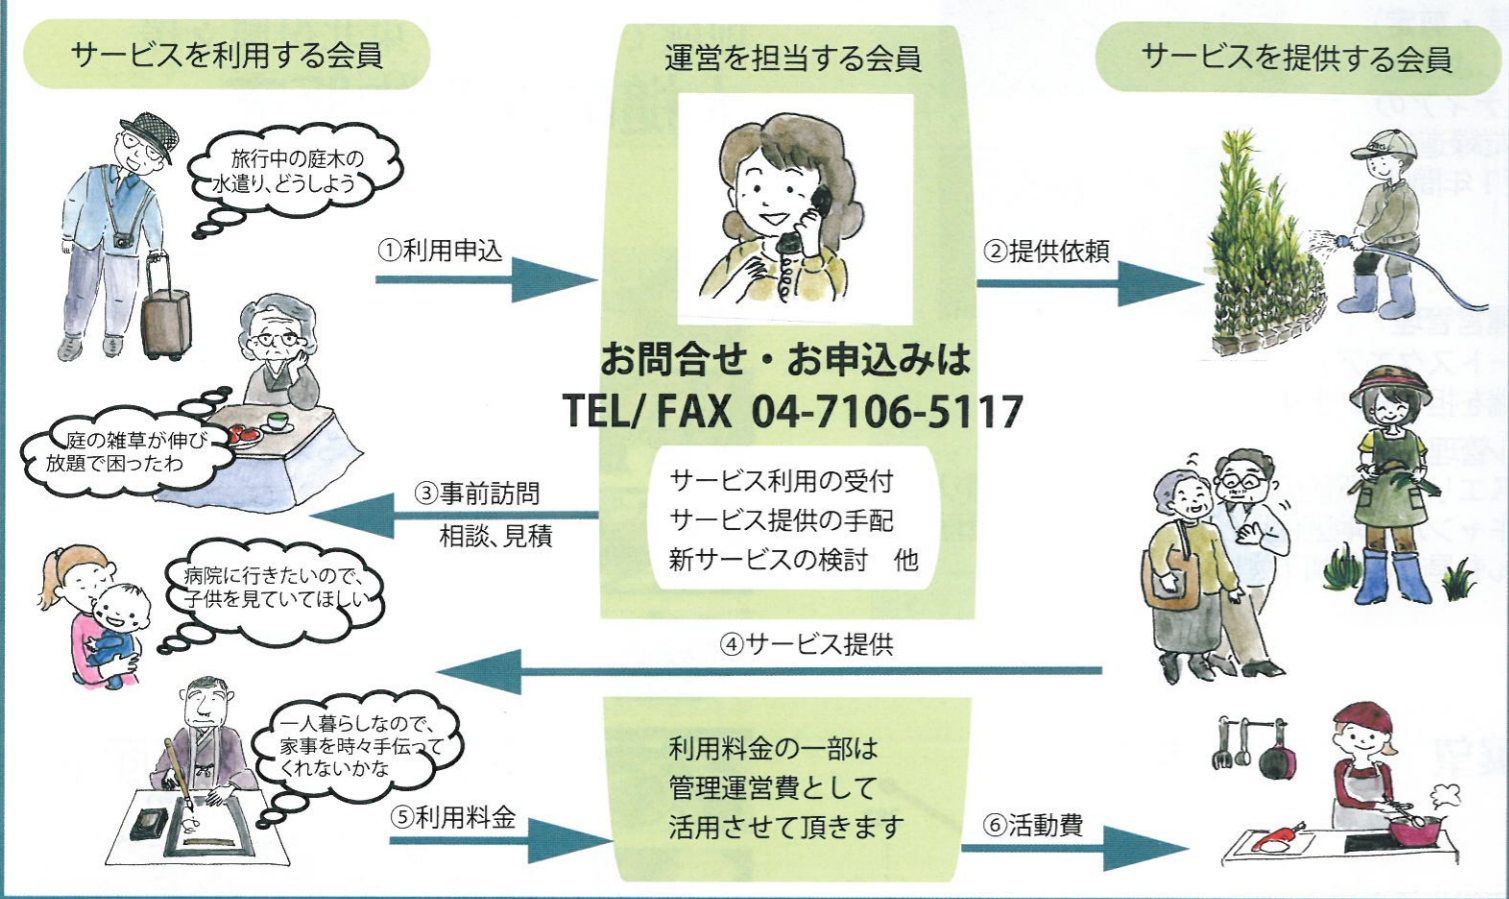 サービスを利用する会員
運営を担当する会員
サービスを提供する会員
旅行中の庭木の
水遣り、どうしよう
①利用申込
②提供依頼
お問合せ・お申込みは
TEL/ FAX 04-7106-5117
庭の雑草が伸び
放題で困ったわ
③事前訪問
相談、見積
サービス利用の受付
サービス提供の手配
新サービスの検討　他
病院に行きたいので、
子供を見ていてほしい
④サービス提供
一人暮らしなので、
家事を時々手伝って
くれないかな
利用料金の一部は
管理運営費として
活用させて頂きます
⑤利用料金
⑥活動費